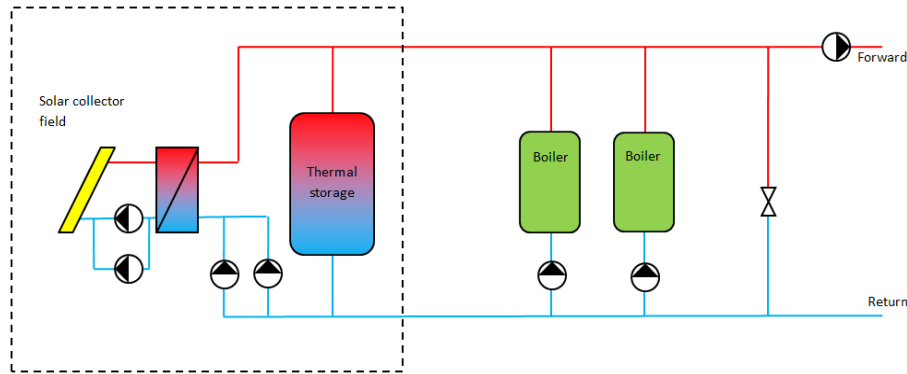 Forward
Solar collector
field
Boiler
Boiler
Thermal
storage
Return